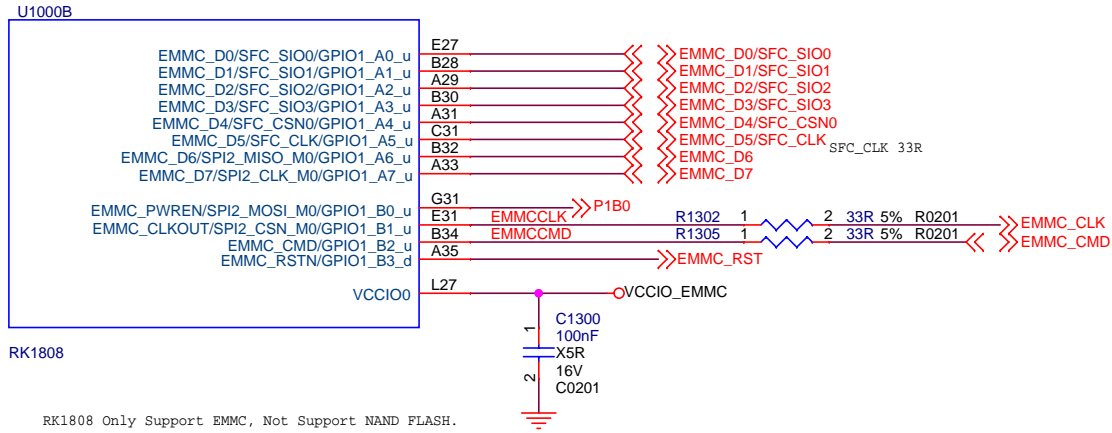 U1000B
EMMC_D0/SFC_SIO0/GPIO1_A0_u E27 EMMC_D0/SFC_SIO0
EMMC_D1/SFC_SIO1/GPIO1_A1_u B28 EMMC_D1/SFC_SIO1
EMMC_D2/SFC_SIO2/GPIO1_A2_u A29 EMMC_D2/SFC_SIO2
EMMC_D3/SFC_SIO3/GPIO1_A3_u B30 EMMC_D3/SFC_SIO3
EMMC_D4/SFC_CSN0/GPIO1_A4_u A31 EMMC_D4/SFC_CSN0
EMMC_D5/SFC_CLK/GPIO1_A5_u C31 EMMC_D5/SFC_CLK SFC_CLK 33R
EMMC_D6/SPI2_MISO_M0/GPIO1_A6_u B32 EMMC_D6
EMMC_D7/SPI2_CLK_M0/GPIO1_A7_u A33 EMMC_D7
EMMC_PWREN/SPI2_MOSI_M0/GPIO1_B0_u G31 P1B0
EMMC_CLKOUT/SPI2_CSN_M0/GPIO1_B1_u E31 EMMCCLK R1302 1 2 33R 5% R0201 EMMC_CLK
EMMC_CMD/GPIO1_B2_u B34 EMMCCMD R1305 1 2 33R 5% R0201 EMMC_CMD
EMMC_RSTN/GPIO1_B3_d A35 EMMC_RST
VCCIO0 L27 VCCIO_EMMC
1 C1300
100nF
RK1808 X5R
16V
2 C0201
RK1808 Only Support EMMC, Not Support NAND FLASH.